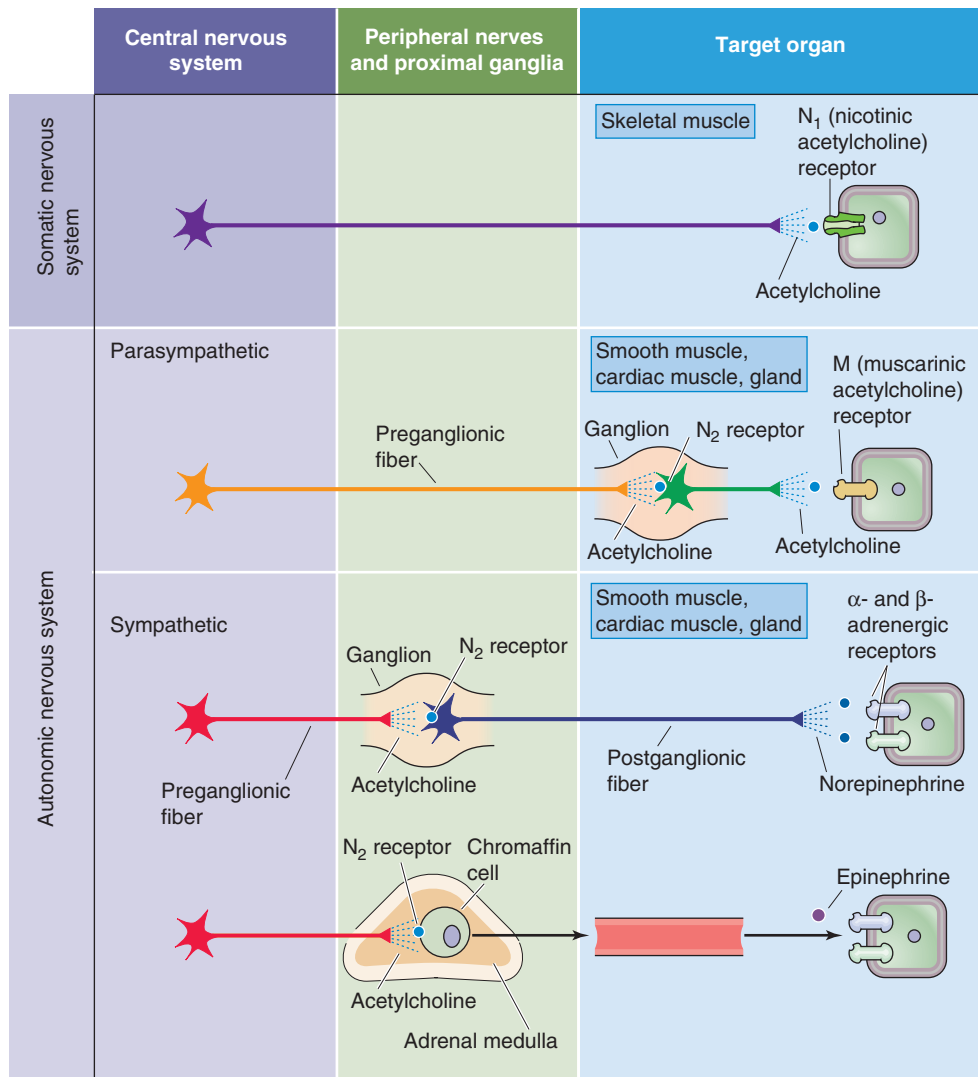 Central nervous
system
Peripheral nerves
and proximal ganglia
Target organ
Somatic nervous
system
Skeletal muscle
N₁ (nicotinic
acetylcholine)
receptor
Acetylcholine
Autonomic nervous system
Parasympathetic
Preganglionic
fiber
Smooth muscle,
cardiac muscle, gland
Ganglion
N₂ receptor
M (muscarinic
acetylcholine)
receptor
Acetylcholine
Acetylcholine
Sympathetic
Ganglion
N₂ receptor
Preganglionic
fiber
Acetylcholine
Smooth muscle,
cardiac muscle, gland
α- and β-
adrenergic
receptors
Postganglionic
fiber
Norepinephrine
N₂ receptor
Chromaffin
cell
Acetylcholine
Adrenal medulla
Epinephrine